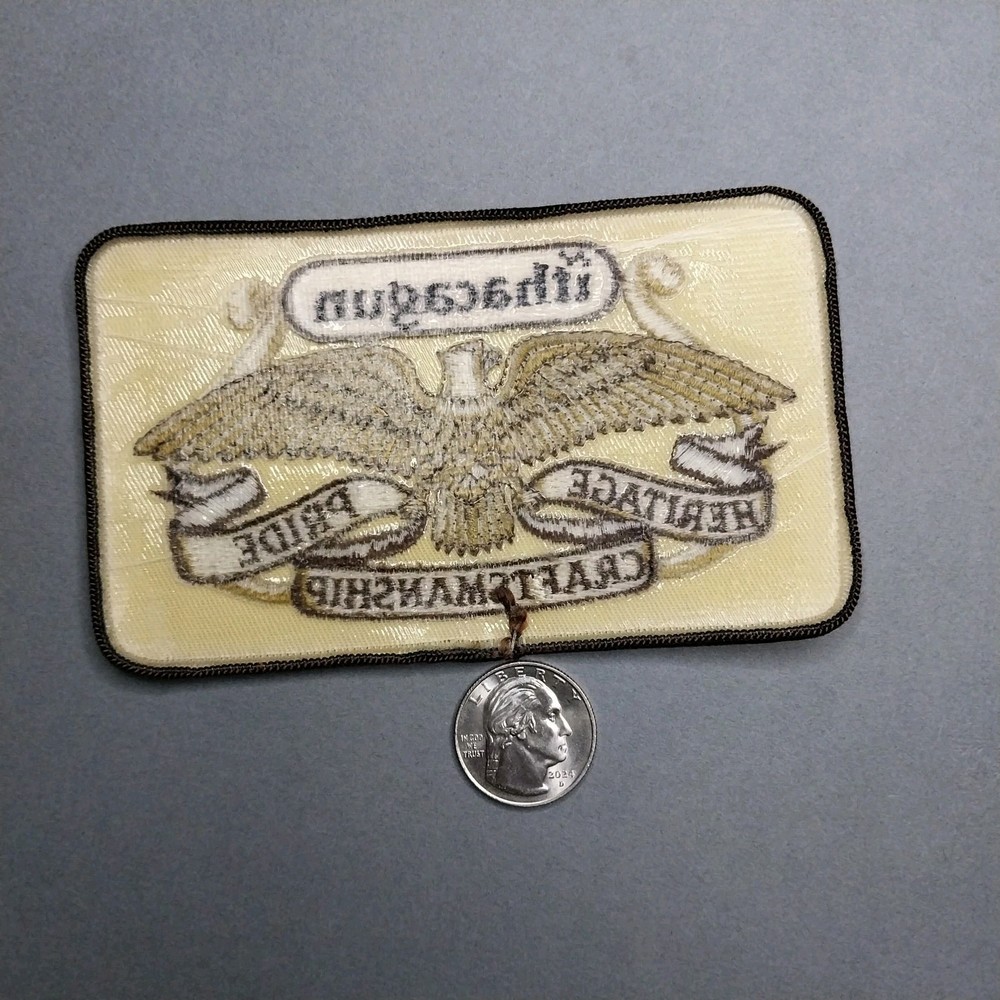 ithacagun
HERITAGE
PRIDE
CRAFTSMANSHIP
LIBERTY
IN GOD
WE
TRUST
2024
D